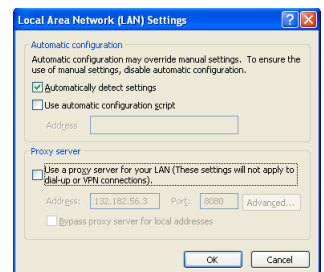 Local Area Network (LAN) Settings
Automatic configuration
Automatic configuration may override manual settings. To ensure the
use of manual settings, disable automatic configuration.
Automatically detect settings
Use automatic configuration script
Address
Proxy server
Use a proxy server for your LAN (These settings will not apply to
dial-up or VPN connections).
Address: 132.182.56.3 Port: 8080 Advanced...
Bypass proxy server for local addresses
OK Cancel